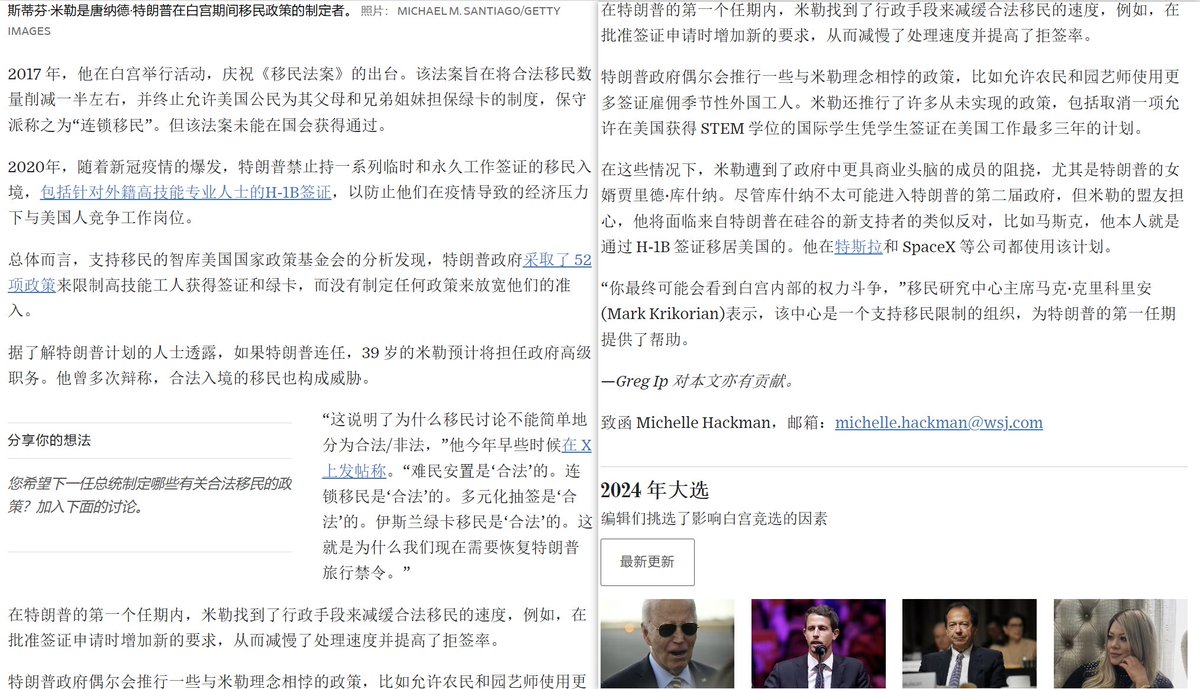 斯蒂芬·米勒是唐纳德·特朗普在白宫期间移民政策的制定者。 照片： MICHAEL M. SANTIAGO/GETTY
IMAGES
2017 年，他在白宫举行活动，庆祝《移民法案》的出台。该法案旨在将合法移民数
量削减一半左右，并终止允许美国公民为其父母和兄弟姐妹担保绿卡的制度，保守
派称之为“连锁移民”。但该法案未能在国会获得通过。
2020年，随着新冠疫情的爆发，特朗普禁止持一系列临时和永久工作签证的移民入
境，包括针对外籍高技能专业人士的H-1B签证，以防止他们在疫情导致的经济压力
下与美国人竞争工作岗位。
总体而言，支持移民的智库美国国家政策基金会的分析发现，特朗普政府采取了 52
项政策来限制高技能工人获得签证和绿卡，而没有制定任何政策来放宽他们的准
入。
据了解特朗普计划的人士透露，如果特朗普连任，39 岁的米勒预计将担任政府高级
职务。他曾多次辩称，合法入境的移民也构成威胁。
分享你的想法
您希望下一任总统制定哪些有关合法移民的政
策？加入下面的讨论。
“这说明了为什么移民讨论不能简单地
分为合法/非法，”他今年早些时候在 X
上发帖称。“难民安置是‘合法’的。连
锁移民是‘合法’的。多元化抽签是‘合
法’的。伊斯兰绿卡移民是‘合法’的。这
就是为什么我们现在需要恢复特朗普
旅行禁令。”
在特朗普的第一个任期内，米勒找到了行政手段来减缓合法移民的速度，例如，在
批准签证申请时增加新的要求，从而减慢了处理速度并提高了拒签率。
特朗普政府偶尔会推行一些与米勒理念相悖的政策，比如允许农民和园艺师使用更
在特朗普的第一个任期内，米勒找到了行政手段来减缓合法移民的速度，例如，在
批准签证申请时增加新的要求，从而减慢了处理速度并提高了拒签率。
特朗普政府偶尔会推行一些与米勒理念相悖的政策，比如允许农民和园艺师使用更
多签证雇佣季节性外国工人。米勒还推行了许多从未实现的政策，包括取消一项允
许在美国获得 STEM 学位的国际学生凭学生签证在美国工作最多三年的计划。
在这些情况下，米勒遭到了政府中更具商业头脑的成员的阻挠，尤其是特朗普的女
婿贾里德·库什纳。尽管库什纳不太可能进入特朗普的第二届政府，但米勒的盟友担
心，他将面临来自特朗普在硅谷的新支持者的类似反对，比如马斯克，他本人就是
通过 H-1B 签证移居美国的。他在特斯拉和 SpaceX 等公司都使用该计划。
“你最终可能会看到白宫内部的权力斗争，”移民研究中心主席马克·克里科里安
(Mark Krikorian)表示，该中心是一个支持移民限制的组织，为特朗普的第一任期
提供了帮助。
—Greg Ip 对本文亦有贡献。
致函 Michelle Hackman，邮箱：michelle.hackman@wsj.com
2024 年大选
编辑们挑选了影响白宫竞选的因素
最新更新